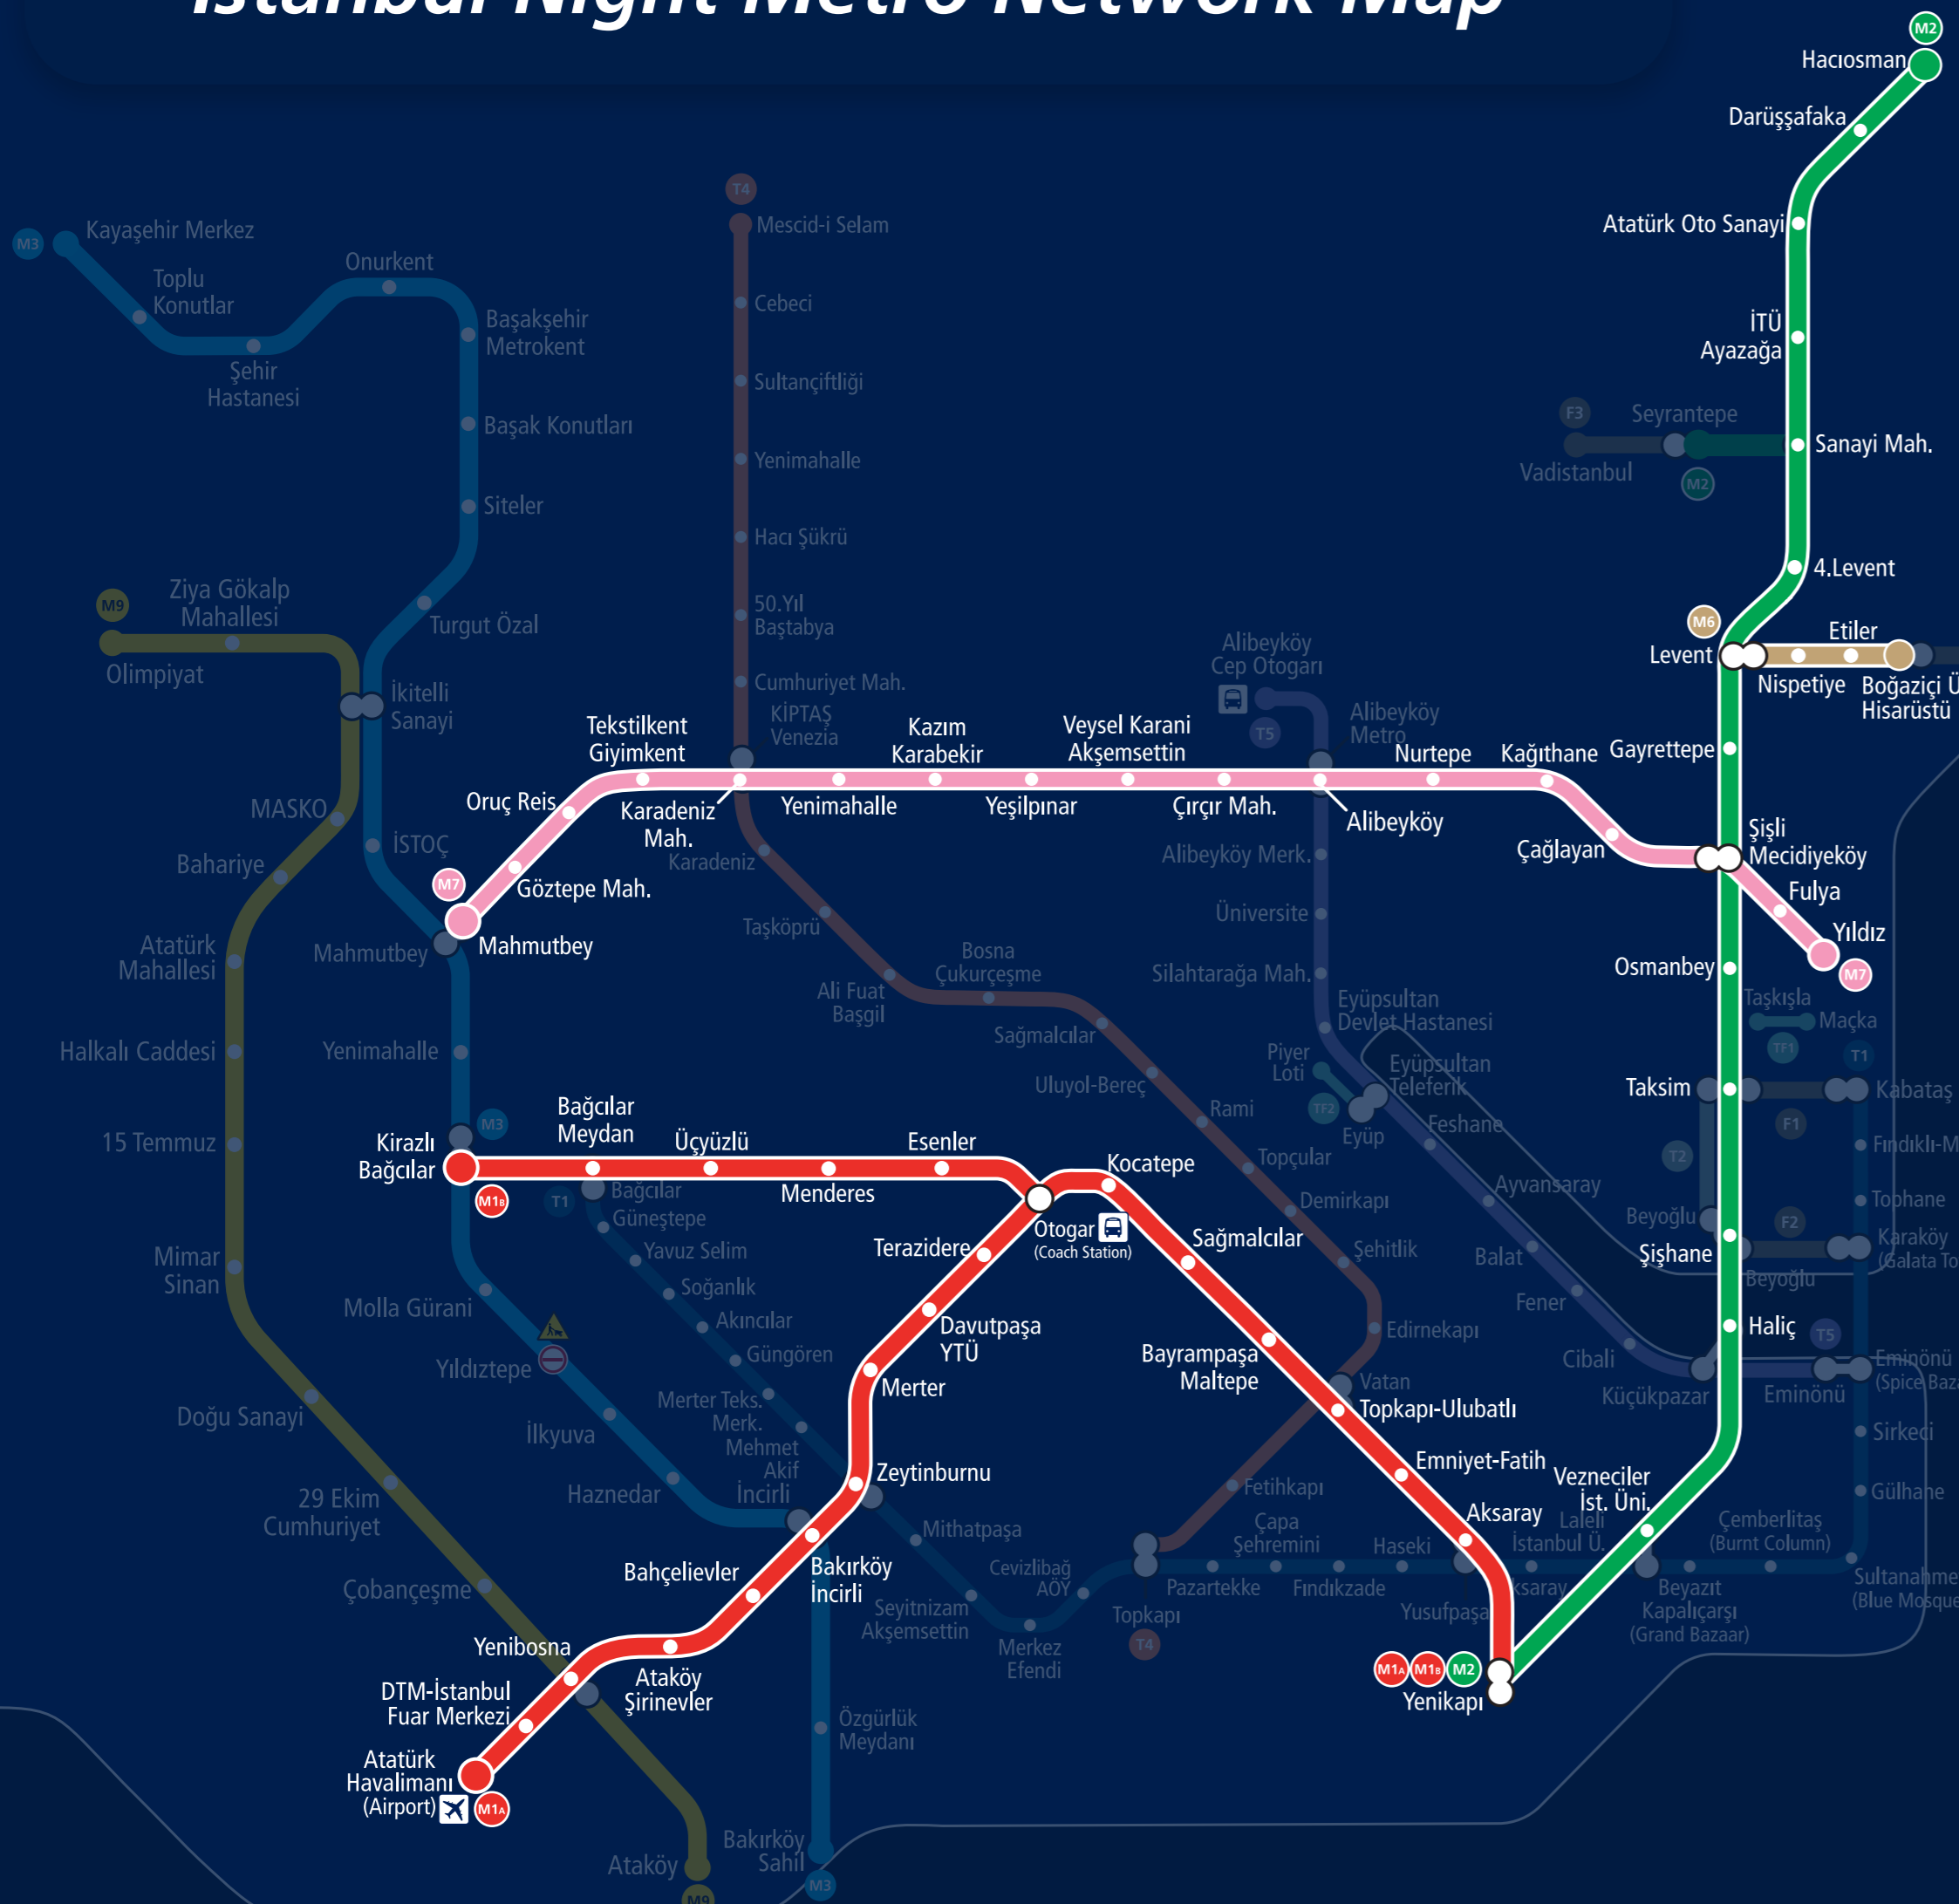 Istanbul Night Metro Network Map
M2
Hacıosman
Darüşşafaka
Atatürk Oto Sanayi
İTÜ
Ayazağa
F3
Seyrantepe
Vadistanbul
M2
Sanayi Mah.
4.Levent
M6
Levent
Etiler
Nispetiye
Boğaziçi Ü
Hisarüstü
Gayrettepe
Şişli
Mecidiyeköy
Fulya
Yıldız
M7
Osmanbey
Taşkışla
Maçka
TF1
T1
Taksim
Kabataş
F1
T2
Fındıklı-M
Tophane
Beyoğlu
F2
Karaköy
(Galata To
Şişhane
Beyoğlu
Haliç
T5
Eminönü
(Spice Baza
Küçükpazar
Eminönü
Sirkeci
Gülhane
Vezneciler
İst. Üni.
Laleli
İstanbul Ü.
Çemberlitaş
(Burnt Column)
Sultanahme
(Blue Mosque
Beyazıt
Kapalıçarşı
(Grand Bazaar)
M3
Kayaşehir Merkez
Toplu
Konutlar
Şehir
Hastanesi
Onurkent
Başakşehir
Metrokent
Başak Konutları
Siteler
Turgut Özal
İkitelli
Sanayi
İSTOÇ
Mahmutbey
Yenimahalle
M3
Kirazlı
Bağcılar
M1B
Molla Gürani
Yıldıztepe
İlkyuva
Haznedar
İncirli
Özgürlük
Meydanı
Bakırköy
Sahil
M3
M9
Ziya Gökalp
Mahallesi
Olimpiyat
MASKO
Bahariye
Atatürk
Mahallesi
Halkalı Caddesi
15 Temmuz
Mimar
Sinan
Doğu Sanayi
29 Ekim
Cumhuriyet
Çobançeşme
Ataköy
M9
T4
Mescid-i Selam
Cebeci
Sultançiftliği
Yenimahalle
Hacı Şükrü
50.Yıl
Baştabya
Cumhuriyet Mah.
KİPTAŞ
Venezia
Karadeniz
Taşköprü
Ali Fuat
Başgil
Bosna
Çukurçeşme
Sağmalcılar
Uluyol-Bereç
Rami
Topçular
Demirkapı
Şehitlik
Edirnekapı
Vatan
Fetihkapı
Topkapı
T4
M7
Mahmutbey
Göztepe Mah.
Oruç Reis
Tekstilkent
Giyimkent
Karadeniz
Mah.
Yenimahalle
Kazım
Karabekir
Yeşilpınar
Veysel Karani
Akşemsettin
Çırçır Mah.
Alibeyköy
Nurtepe
Kağıthane
Çağlayan
Alibeyköy
Cep Otogarı
T5
Alibeyköy
Metro
Alibeyköy Merk.
Üniversite
Silahtarağa Mah.
Eyüpsultan
Devlet Hastanesi
Piyer
Loti
TF2
Eyüp
Eyüpsultan
Teleferik
Feshane
Ayvansaray
Balat
Fener
Cibali
Bağcılar
Meydan
Üçyüzlü
Menderes
Esenler
Otogar
(Coach Station)
Kocatepe
Sağmalcılar
Bayrampaşa
Maltepe
Topkapı-Ulubatlı
Emniyet-Fatih
Aksaray
M1A
M1B
M2
Yenikapı
Terazidere
Davutpaşa
YTÜ
Merter
Zeytinburnu
Bakırköy
İncirli
Bahçelievler
Ataköy
Şirinevler
Yenibosna
DTM-İstanbul
Fuar Merkezi
Atatürk
Havalimanı
(Airport)
M1A
T1
Bağcılar
Güneştepe
Yavuz Selim
Soğanlık
Akıncılar
Güngören
Merter Teks.
Merk.
Mehmet
Akif
Mithatpaşa
Seyitnizam
Akşemsettin
Merkez
Efendi
Cevizlibağ
AÖY
Pazartekke
Çapa
Şehremini
Fındıkzade
Haseki
Yusufpaşa